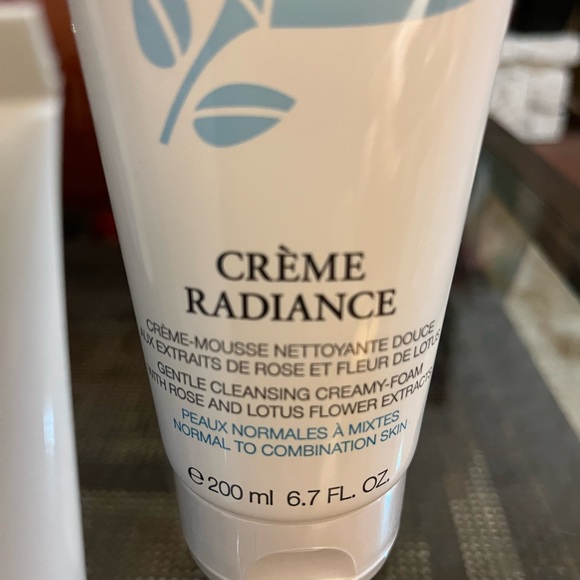 CRÈME
RADIANCE
CRÈME-MOUSSE NETTOYANTE DOUCE
AUX EXTRAITS DE ROSE ET FLEUR DE LOTUS
GENTLE CLEANSING CREAMY-FOAM
WITH ROSE AND LOTUS FLOWER EXTRACTS
PEAUX NORMALES À MIXTES
NORMAL TO COMBINATION SKIN
℮ 200 ml 6.7 FL. OZ.